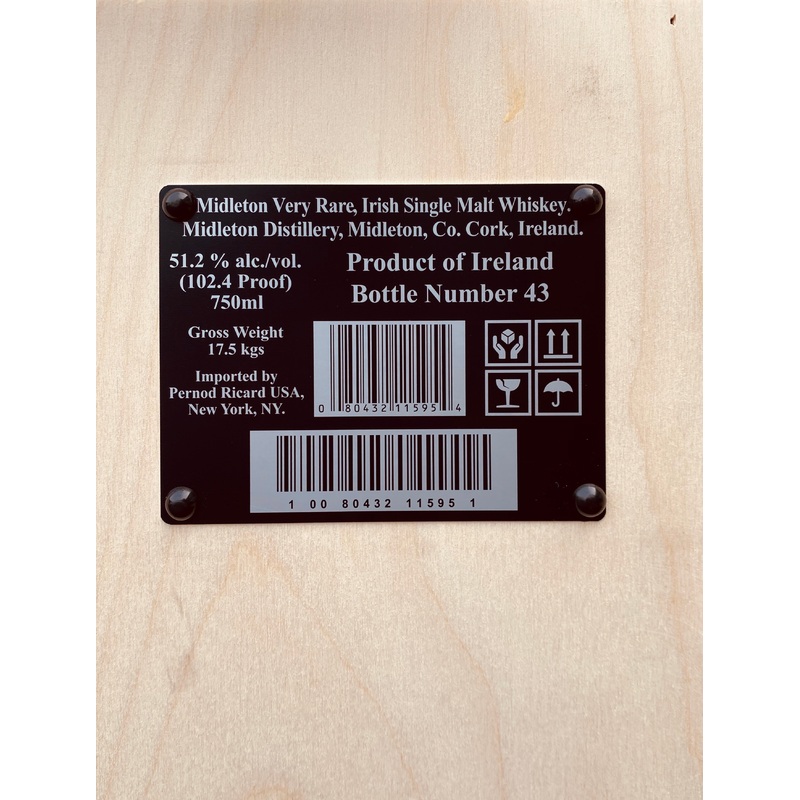 Midleton Very Rare, Irish Single Malt Whiskey.
Midleton Distillery, Midleton, Co. Cork, Ireland.
51.2 % alc./vol.
(102.4 Proof)
750ml
Product of Ireland
Bottle Number 43
Gross Weight
17.5 kgs
Imported by
Pernod Ricard USA,
New York, NY.
0 80432 11595 4
1 00 80432 11595 1